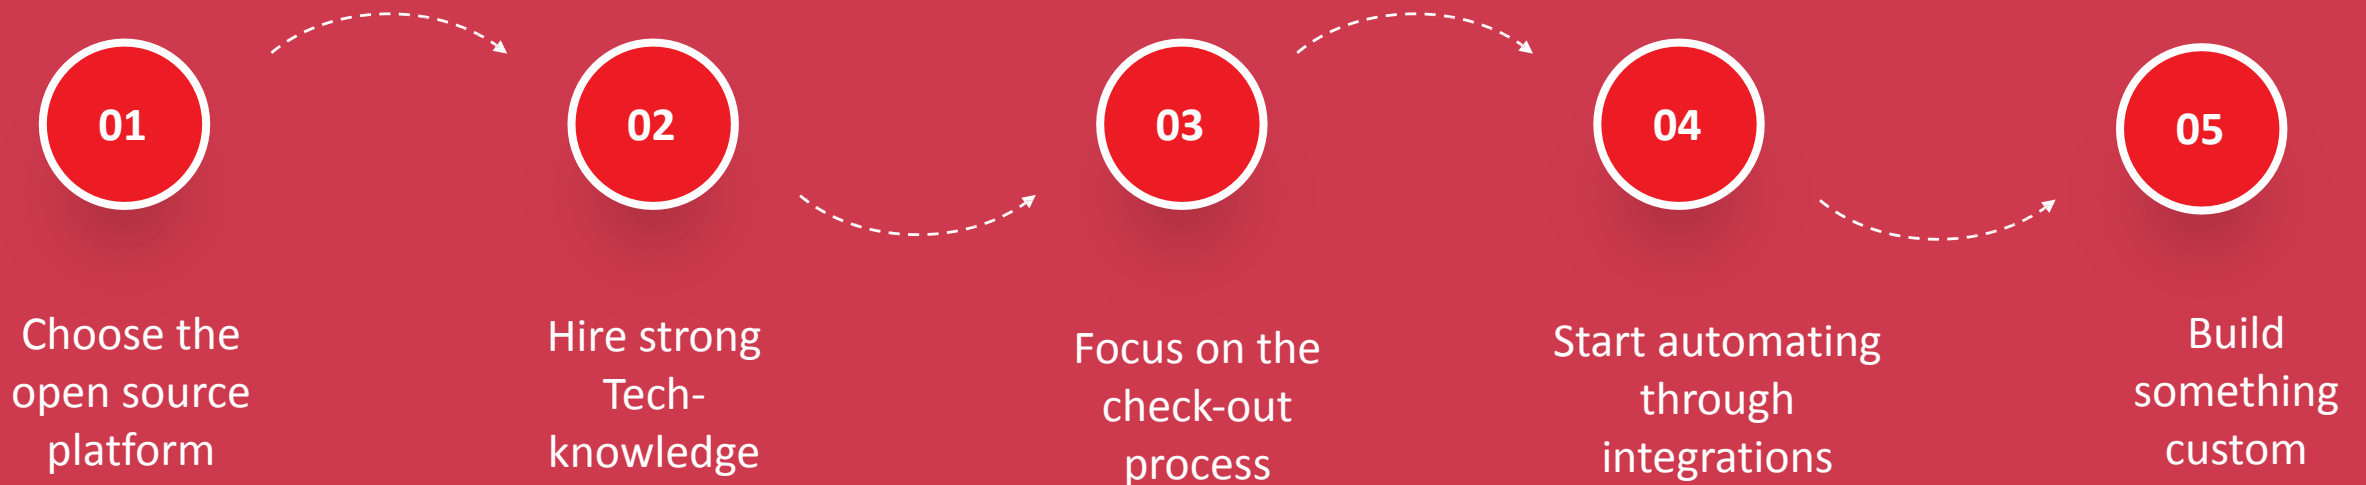 01
02
03
04
05
Choose the
open source
platform
Hire strong
Tech-
knowledge
Focus on the
check-out
process
Start automating
through
integrations
Build
something
custom